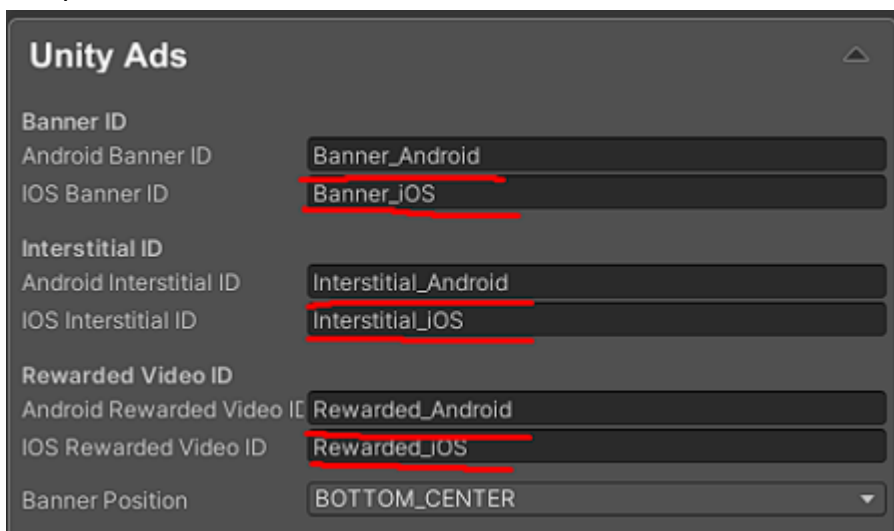 Unity Ads
Banner ID
Android Banner ID Banner_Android
IOS Banner ID Banner_iOS
Interstitial ID
Android Interstitial ID Interstitial_Android
IOS Interstitial ID Interstitial_iOS
Rewarded Video ID
Android Rewarded Video ID Rewarded_Android
IOS Rewarded Video ID Rewarded_iOS
Banner Position BOTTOM_CENTER